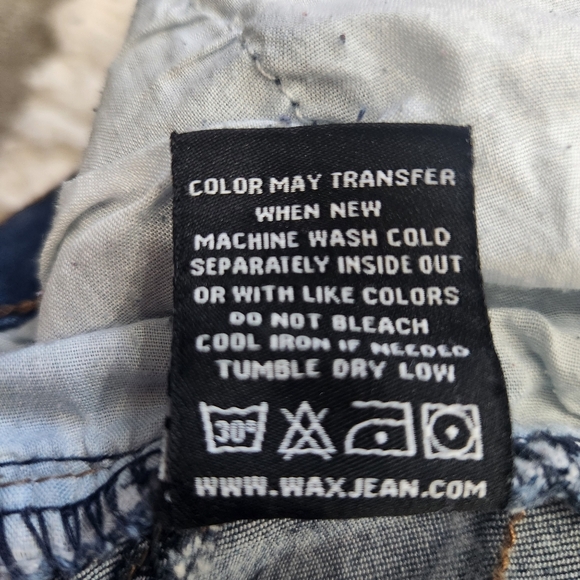 COLOR MAY TRANSFER
WHEN NEW
MACHINE WASH COLD
SEPARATELY INSIDE OUT
OR WITH LIKE COLORS
DO NOT BLEACH
COOL IRON IF NEEDED
TUMBLE DRY LOW
30°
WWW.WAXJEAN.COM